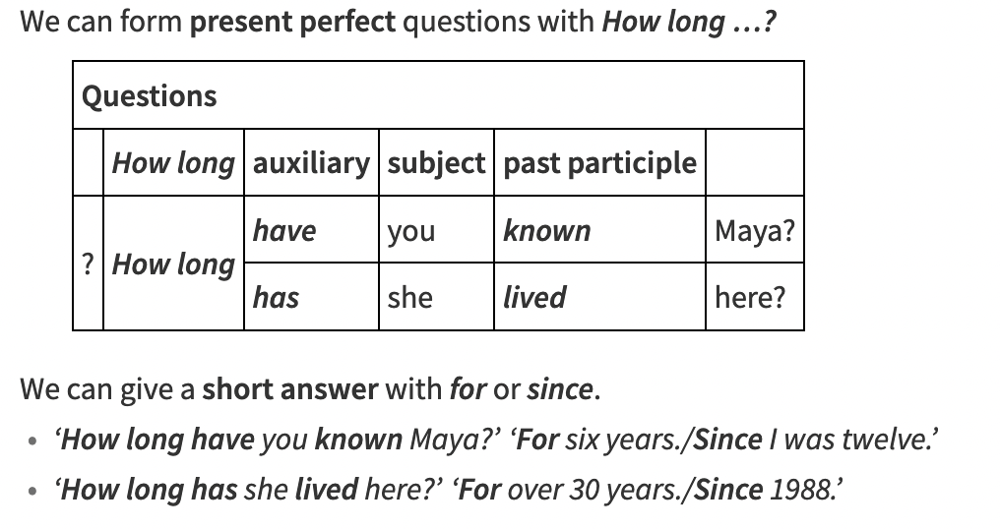 We can form present perfect questions with How long …?
Questions
How long auxiliary subject past participle
? How long have you known Maya?
has she lived here?
We can give a short answer with for or since.
• ‘How long have you known Maya?’ ‘For six years./Since I was twelve.’
• ‘How long has she lived here?’ ‘For over 30 years./Since 1988.’